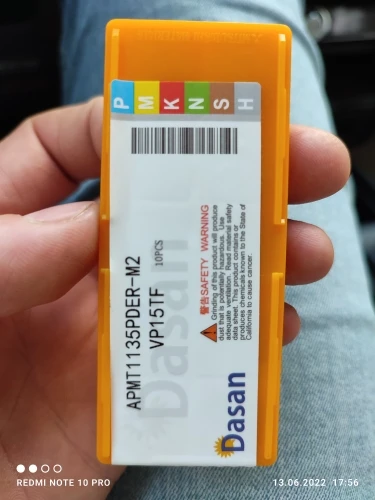 P M K N S H
APMT1135PDER-M2
VP15TF 10PCS
警告SAFETY WARNING
Grinding of this product will produce
dust that is potentially hazardous. Use
adequate ventilation. Read material safety
data sheet. This product contains or
produces chemicals known to the State of
California to cause cancer.
Dasan
Dasan
REDMI NOTE 10 PRO
13.06.2022 17:56